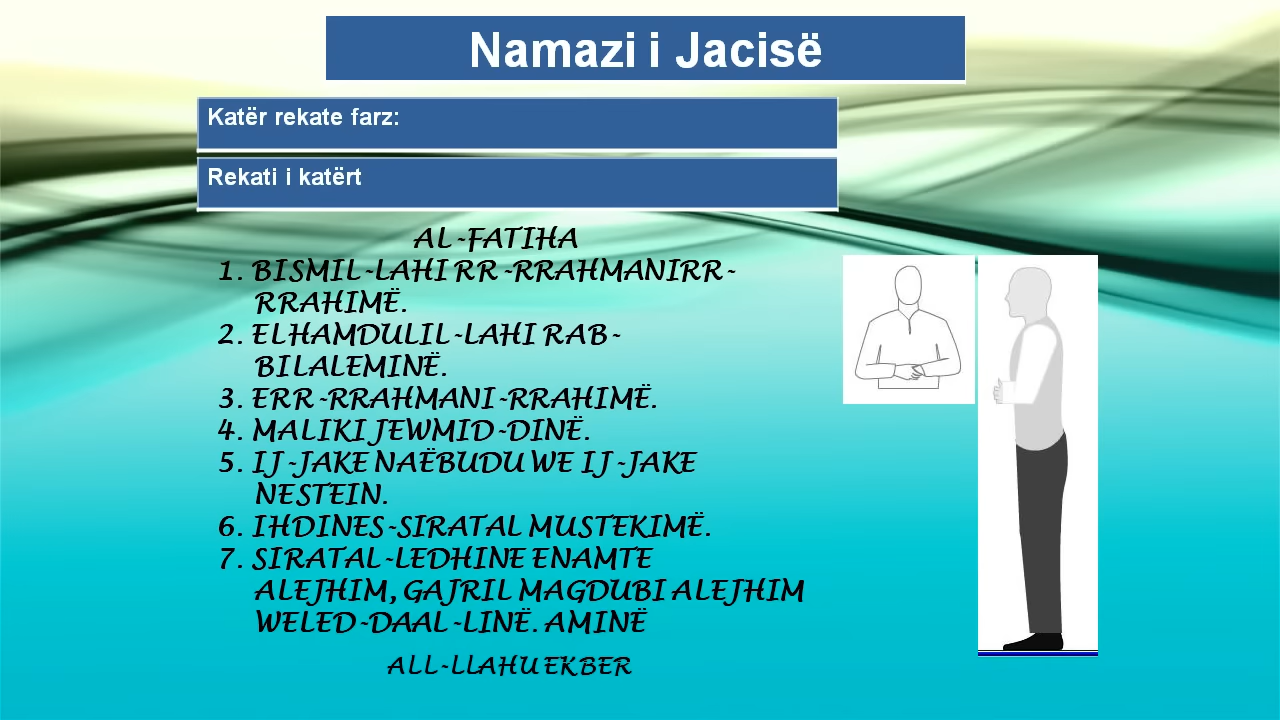 Namazi i Jacisë
Katër rekate farz:
Rekati i katërt
AL-FATIHA
1. BISMIL-LAHI RR-RRAHMANIRR-
RRAHIMË.
2. ELHAMDULIL-LAHI RAB-
BILALEMINË.
3. ERR-RRAHMANI-RRAHIMË.
4. MALIKI JEWMID-DINË.
5. IJ-JAKE NAËBUDU WE IJ-JAKE
NESTEIN.
6. IHDINES-SIRATAL MUSTEKIMË.
7. SIRATAL-LEDHINE ENAMTE
ALEJHIM, GAJRIL MAGDUBI ALEJHIM
WELED-DAAL-LINË. AMINË
ALL-LLAHU EKBER